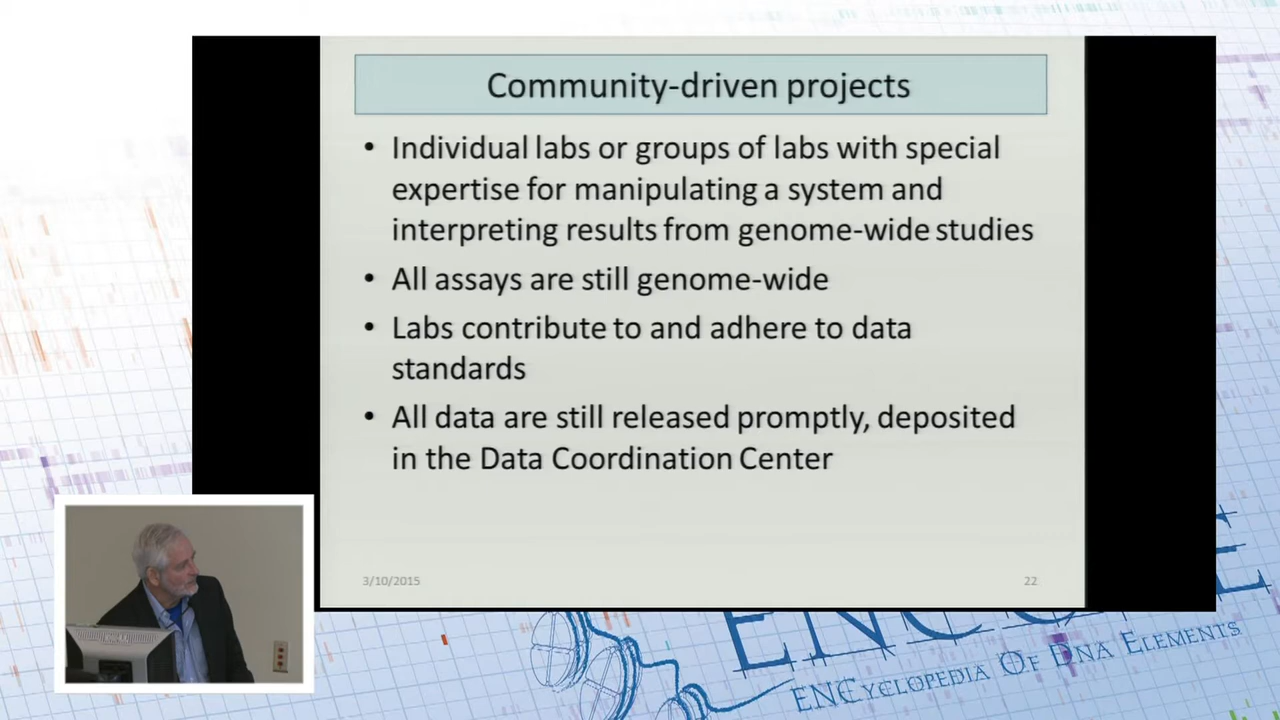 Community-driven projects
• Individual labs or groups of labs with special
expertise for manipulating a system and
interpreting results from genome-wide studies
• All assays are still genome-wide
• Labs contribute to and adhere to data
standards
• All data are still released promptly, deposited
in the Data Coordination Center
3/10/2015
22
ENCODE
ENCYCLOPEDIA OF DNA ELEMENTS